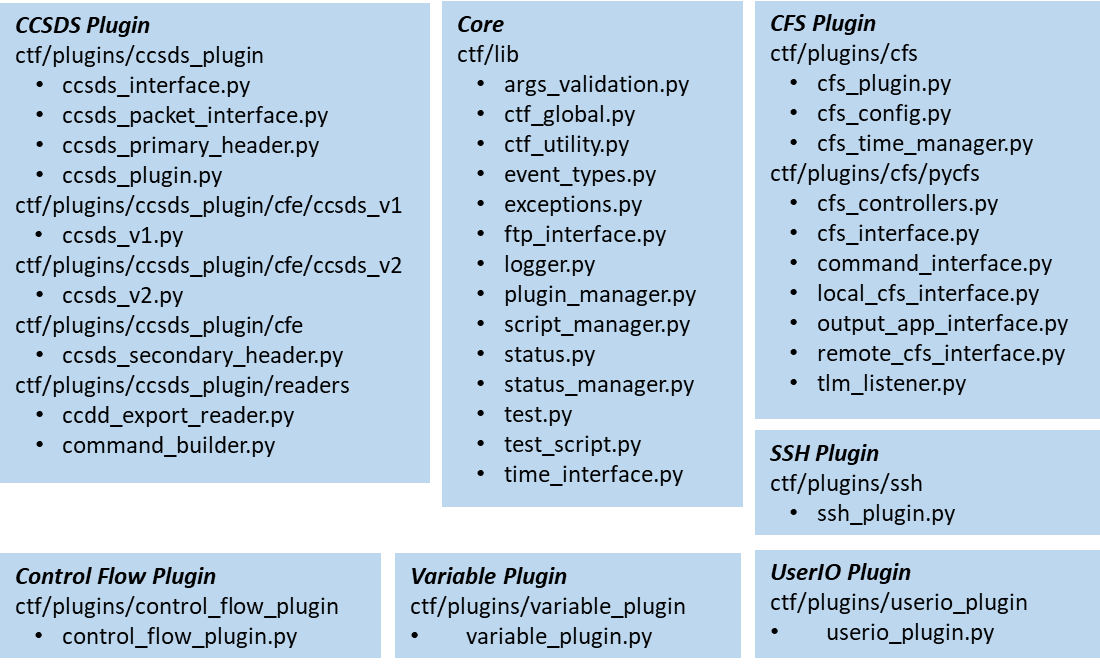 CCSDS Plugin
ctf/plugins/ccsds_plugin
• ccsds_interface.py
• ccsds_packet_interface.py
• ccsds_primary_header.py
• ccsds_plugin.py
ctf/plugins/ccsds_plugin/cfe/ccsds_v1
• ccsds_v1.py
ctf/plugins/ccsds_plugin/cfe/ccsds_v2
• ccsds_v2.py
ctf/plugins/ccsds_plugin/cfe
• ccsds_secondary_header.py
ctf/plugins/ccsds_plugin/readers
• ccdd_export_reader.py
• command_builder.py
Core
ctf/lib
• args_validation.py
• ctf_global.py
• ctf_utility.py
• event_types.py
• exceptions.py
• ftp_interface.py
• logger.py
• plugin_manager.py
• script_manager.py
• status.py
• status_manager.py
• test.py
• test_script.py
• time_interface.py
CFS Plugin
ctf/plugins/cfs
• cfs_plugin.py
• cfs_config.py
• cfs_time_manager.py
ctf/plugins/cfs/pycfs
• cfs_controllers.py
• cfs_interface.py
• command_interface.py
• local_cfs_interface.py
• output_app_interface.py
• remote_cfs_interface.py
• tlm_listener.py
SSH Plugin
ctf/plugins/ssh
• ssh_plugin.py
Control Flow Plugin
ctf/plugins/control_flow_plugin
• control_flow_plugin.py
Variable Plugin
ctf/plugins/variable_plugin
• variable_plugin.py
UserIO Plugin
ctf/plugins/userio_plugin
• userio_plugin.py